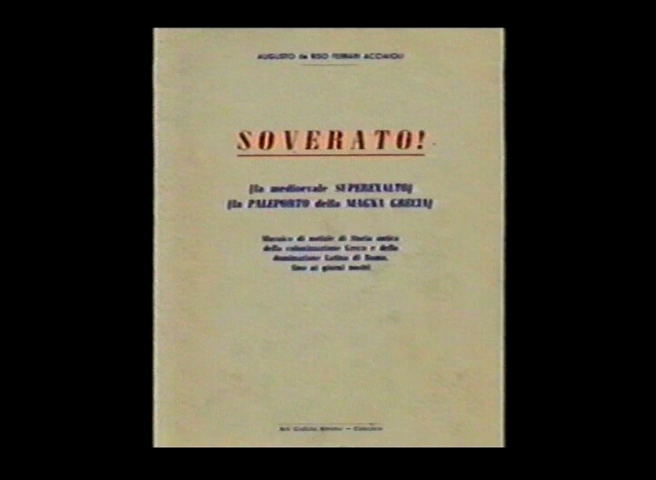 AUGUSTO de RISO FERRARI ACCIAIOLI
SOVERATO!
[la medioevale SUPEREXALTO]
[la PALEPORTO della MAGNA GRECIA]
Mosaico di notizie di Storia antica
della colonizzazione Greca e della
dominazione Latina di Roma,
fino ai giorni nostri